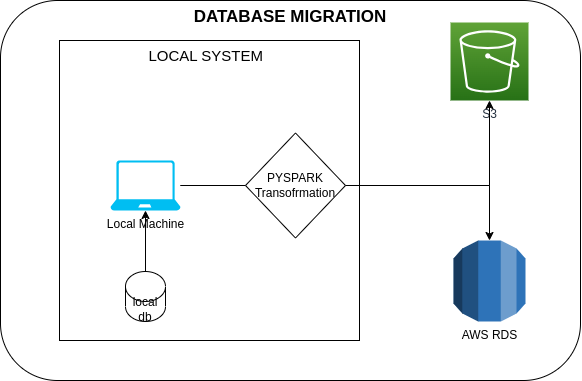 DATABASE MIGRATION
LOCAL SYSTEM
S3
PYSPARK
Transofrmation
Local Machine
local
db
AWS RDS